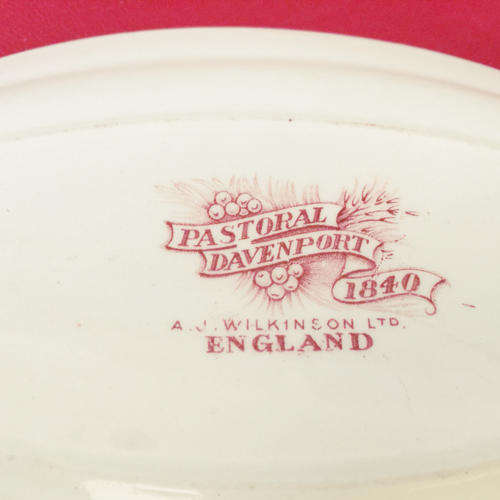 PASTORAL
DAVENPORT
1840
A.J. WILKINSON LTD.
ENGLAND